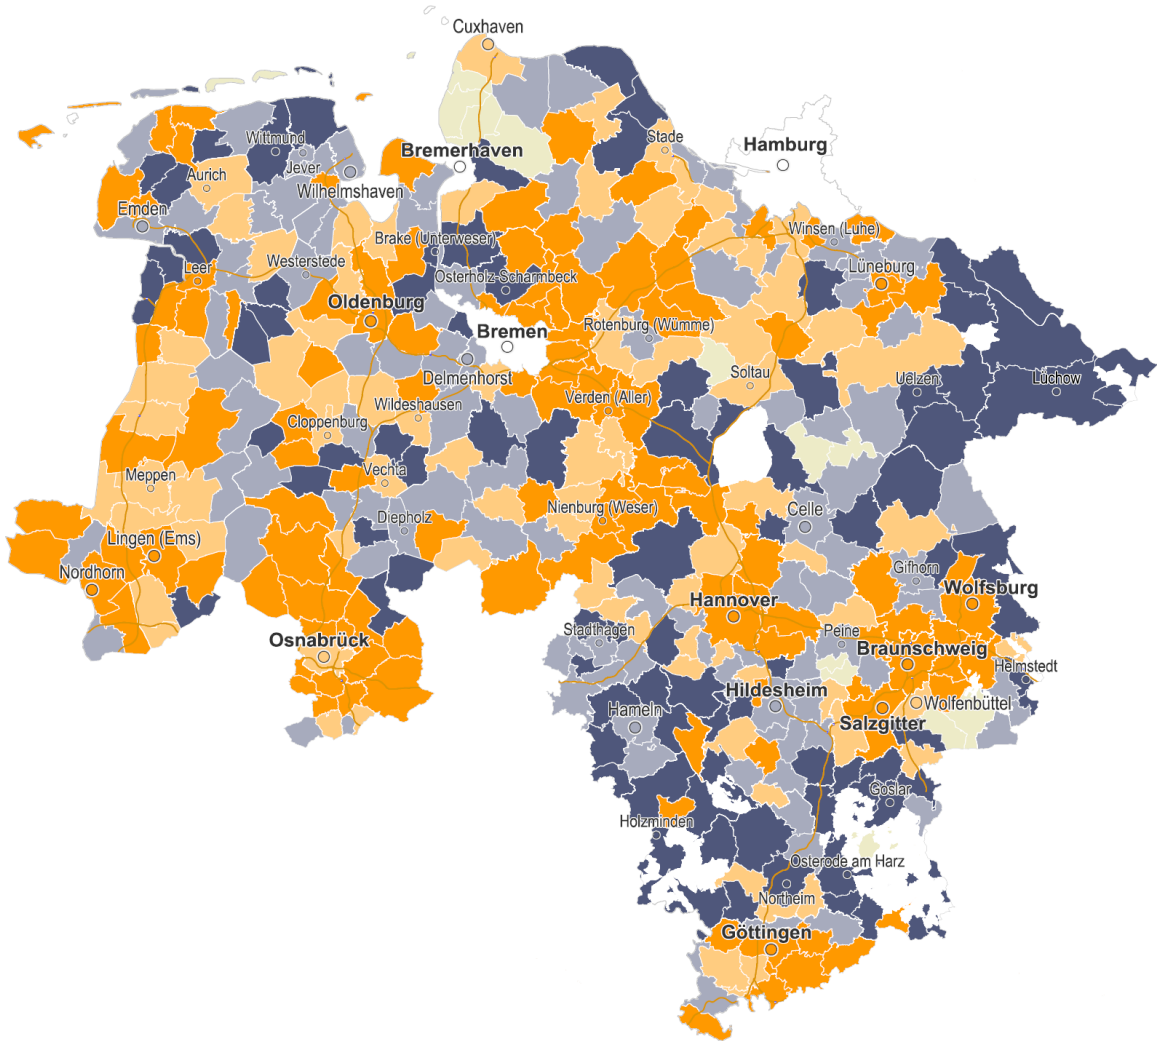 Cuxhaven
Stade
Hamburg
Wittmund
Bremerhaven
Jever
Aurich
Wilhelmshaven
Emden
Winsen (Luhe)
Brake (Unterweser)
Westerstede
Leer
Lüneburg
Osterholz-Scharmbeck
Oldenburg
Bremen
Rotenburg (Wümme)
Delmenhorst
Soltau
Uelzen
Lüchow
Verden (Aller)
Wildeshausen
Cloppenburg
Vechta
Meppen
Nienburg (Weser)
Celle
Diepholz
Lingen (Ems)
Gifhorn
Nordhorn
Wolfsburg
Hannover
Stadthagen
Peine
Osnabrück
Braunschweig
Helmstedt
Hildesheim
Wolfenbüttel
Hameln
Salzgitter
Goslar
Holzminden
Osterode am Harz
Northeim
Göttingen